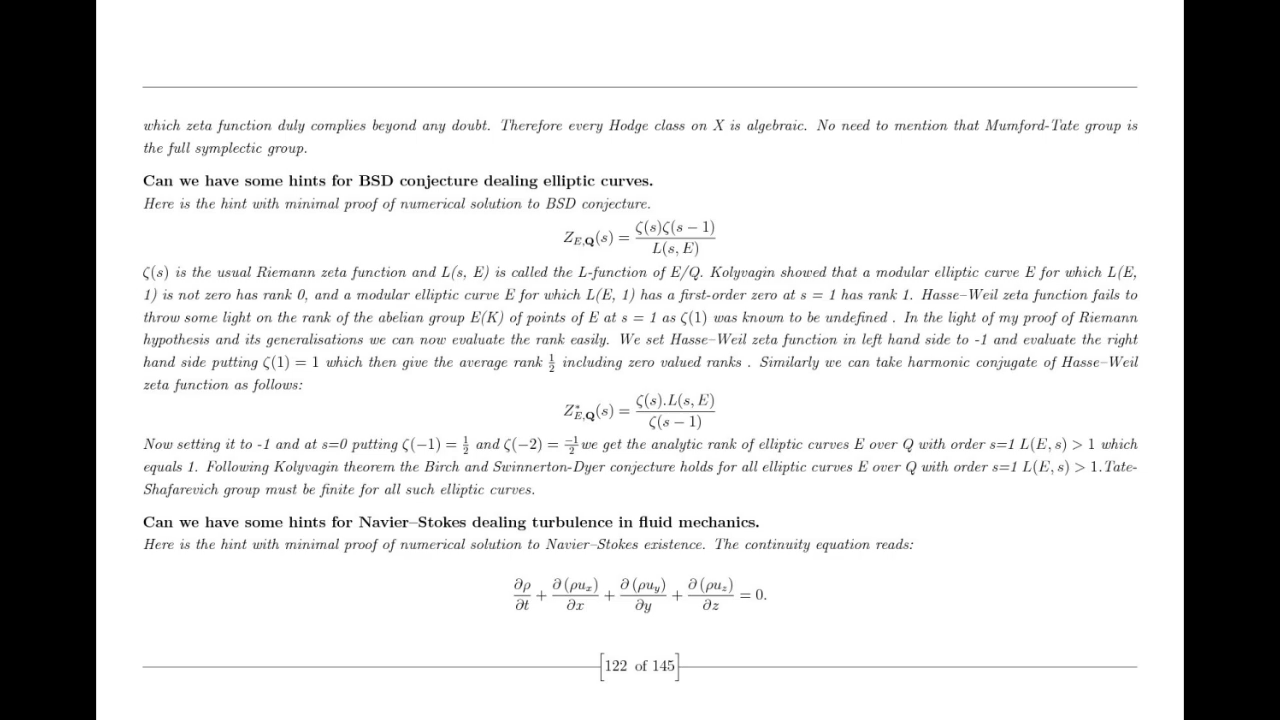 which zeta function duly complies beyond any doubt. Therefore every Hodge class on X is algebraic. No need to mention that Mumford-Tate group is
the full symplectic group.
Can we have some hints for BSD conjecture dealing elliptic curves.
Here is the hint with minimal proof of numerical solution to BSD conjecture.
Z_{E,Q}(s) = \frac{ζ(s)ζ(s − 1)}{L(s, E)}
ζ(s) is the usual Riemann zeta function and L(s, E) is called the L-function of E/Q. Kolyvagin showed that a modular elliptic curve E for which L(E,
1) is not zero has rank 0, and a modular elliptic curve E for which L(E, 1) has a first-order zero at s = 1 has rank 1. Hasse–Weil zeta function fails to
throw some light on the rank of the abelian group E(K) of points of E at s = 1 as ζ(1) was known to be undefined . In the light of my proof of Riemann
hypothesis and its generalisations we can now evaluate the rank easily. We set Hasse–Weil zeta function in left hand side to -1 and evaluate the right
hand side putting ζ(1) = 1 which then give the average rank \frac{1}{2} including zero valued ranks . Similarly we can take harmonic conjugate of Hasse–Weil
zeta function as follows:
Z^*_{E,Q}(s) = \frac{ζ(s).L(s, E)}{ζ(s − 1)}
Now setting it to -1 and at s=0 putting ζ(−1) = \frac{1}{2} and ζ(−2) = \frac{−1}{2} we get the analytic rank of elliptic curves E over Q with order s=1 L(E, s) > 1 which
equals 1. Following Kolyvagin theorem the Birch and Swinnerton-Dyer conjecture holds for all elliptic curves E over Q with order s=1 L(E, s) > 1.Tate-
Shafarevich group must be finite for all such elliptic curves.
Can we have some hints for Navier–Stokes dealing turbulence in fluid mechanics.
Here is the hint with minimal proof of numerical solution to Navier–Stokes existence. The continuity equation reads:
\frac{∂ρ}{∂t} + \frac{∂(ρu_x)}{∂x} + \frac{∂(ρu_y)}{∂y} + \frac{∂(ρu_z)}{∂z} = 0.
[122 of 145]